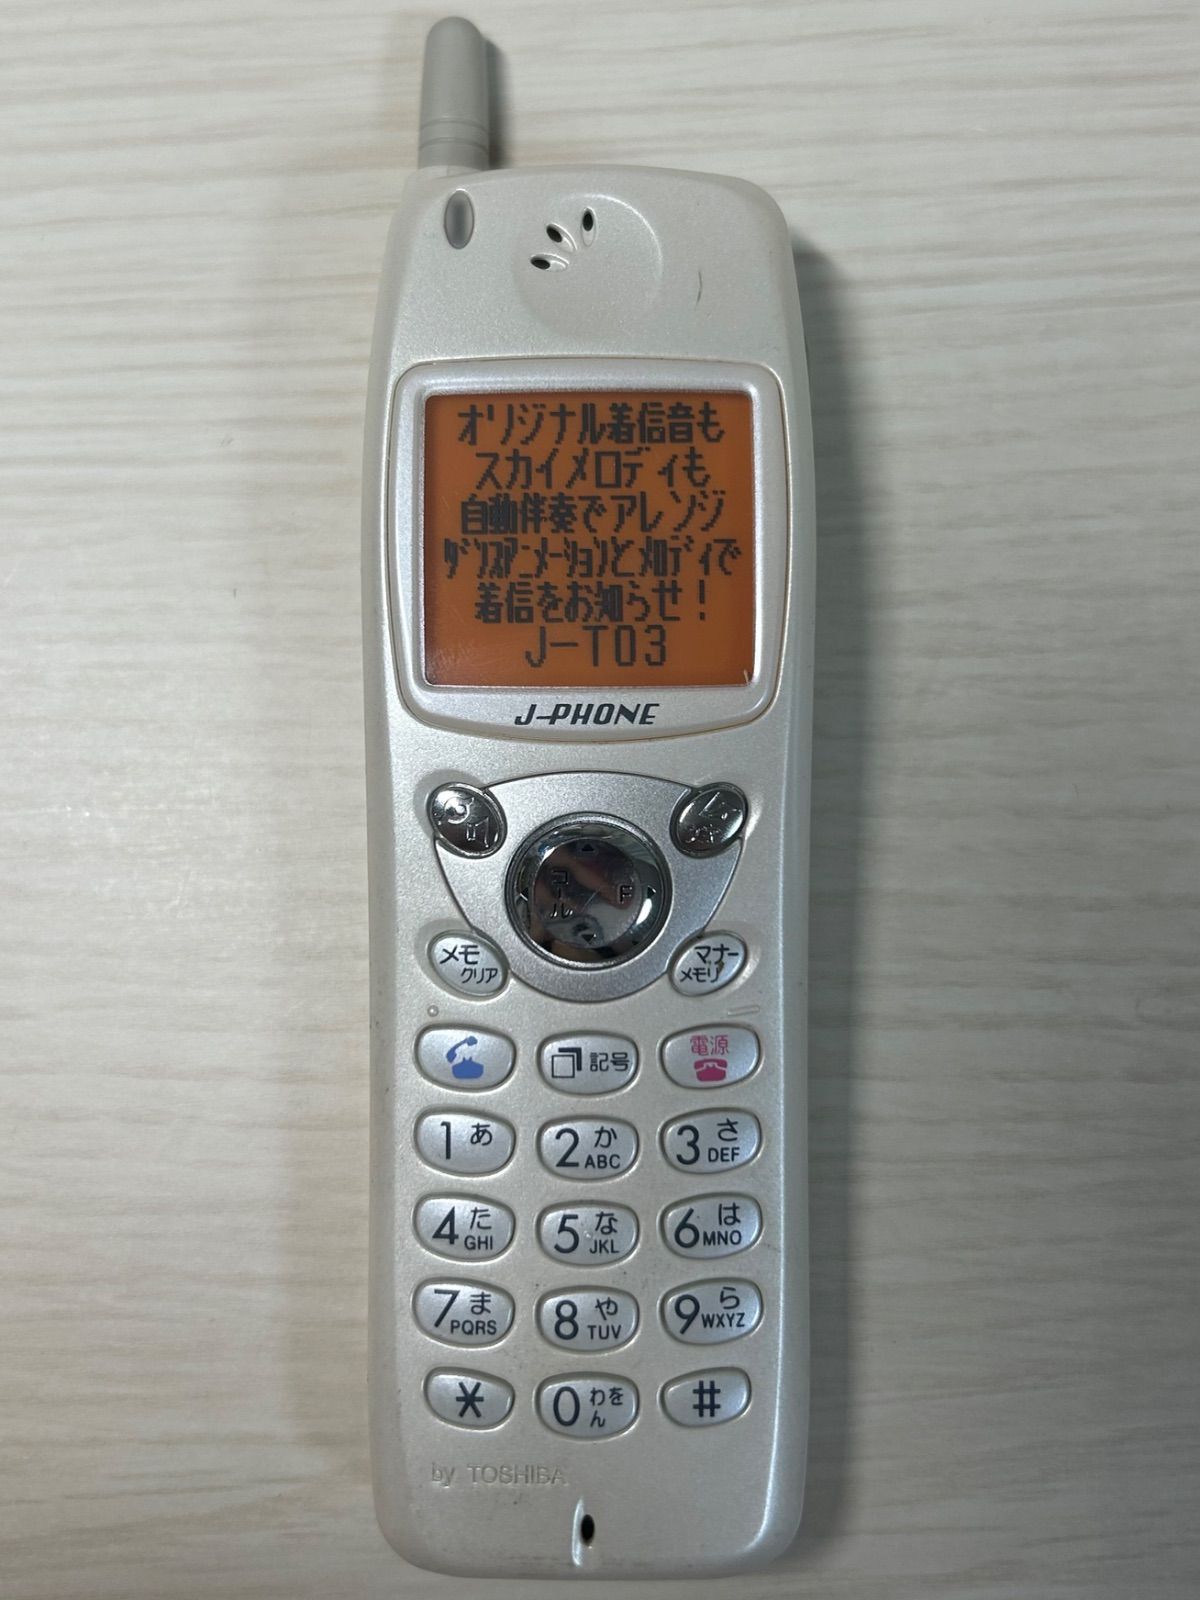 オリジナル着信音も
スカイメロディも
自動伴奏でアレンジ
ﾀﾞﾝｽｱﾆﾒｰｼｮﾝとﾒﾛﾃﾞｨで
着信をお知らせ!
J-T03
J-PHONE
コール F
メモ
クリア
マナー
メモリ
記号
電源
1 あ
2 か ABC
3 さ DEF
4 た GHI
5 な JKL
6 は MNO
7 ま PQRS
8 や TUV
9 ら WXYZ
* 0 わをん #
by TOSHIBA